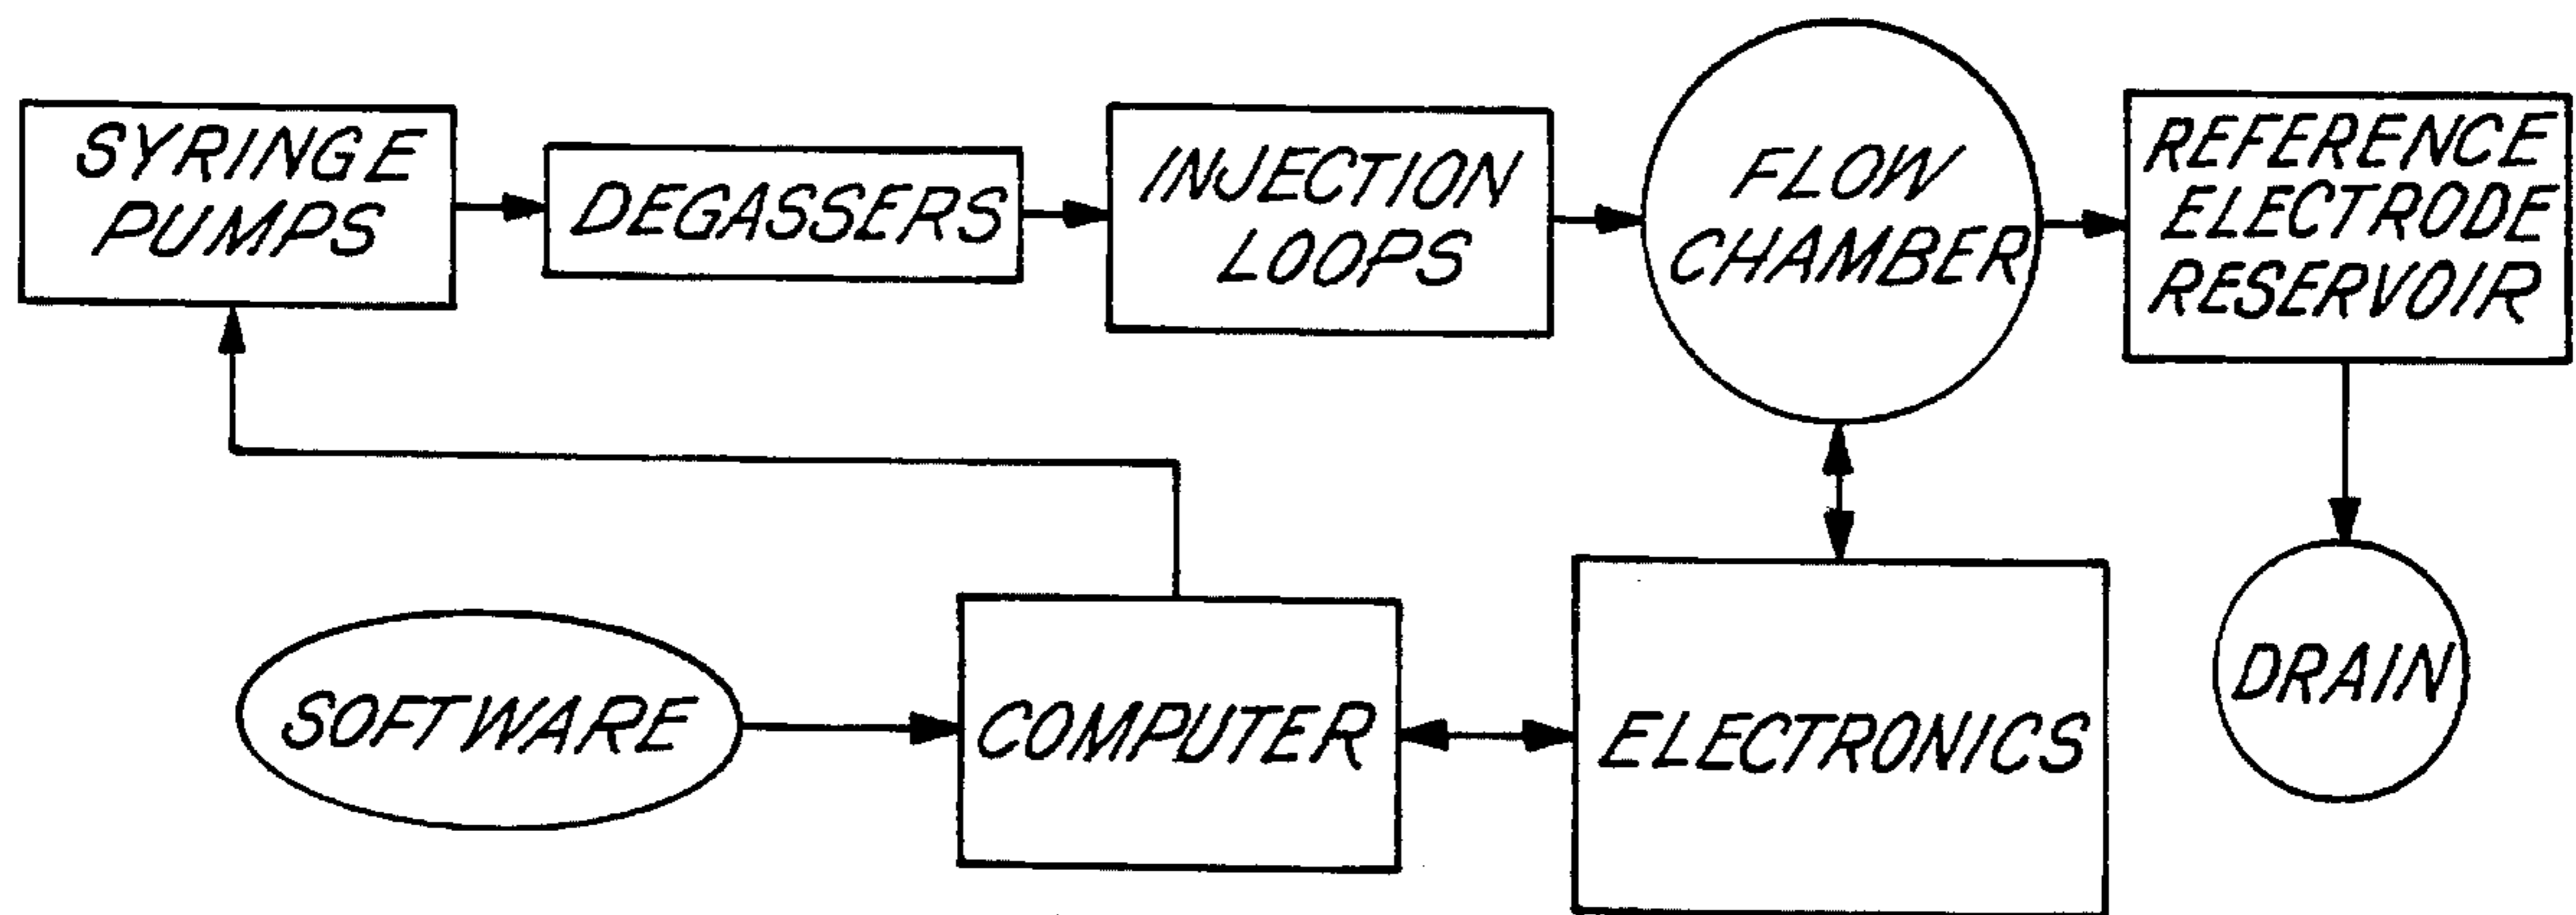 SYRINGE
PUMPS
DEGASSERS
INJECTION
LOOPS
FLOW
CHAMBER
REFERENCE
ELECTRODE
RESERVOIR
SOFTWARE
COMPUTER
ELECTRONICS
DRAIN